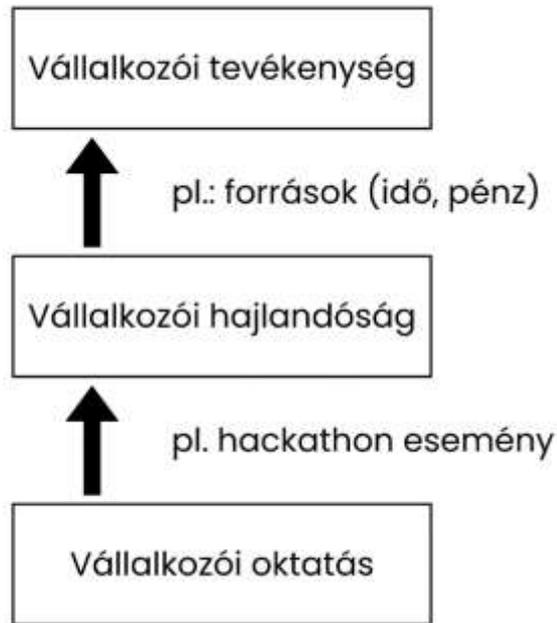 Vállalkozói tevékenység
pl.: források (idő, pénz)
Vállalkozói hajlandóság
pl. hackathon esemény
Vállalkozói oktatás